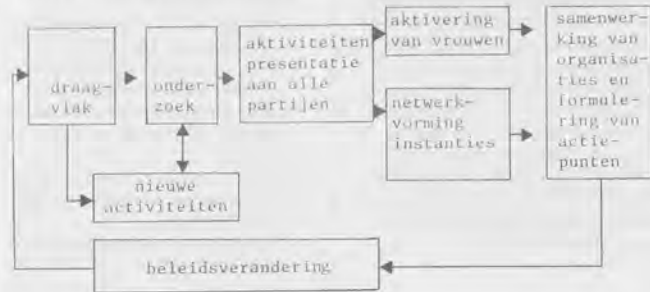 draag-
vlak
onder-
zoek
aktiviteiten
presentatie
aan alle
partijen
aktivering
van vrouwen
netwerk-
vorming
instanties
samenwer-
king van
organisa-
ties en
formule-
ring van
actie-
punten
nieuwe
activiteiten
beleidsverandering